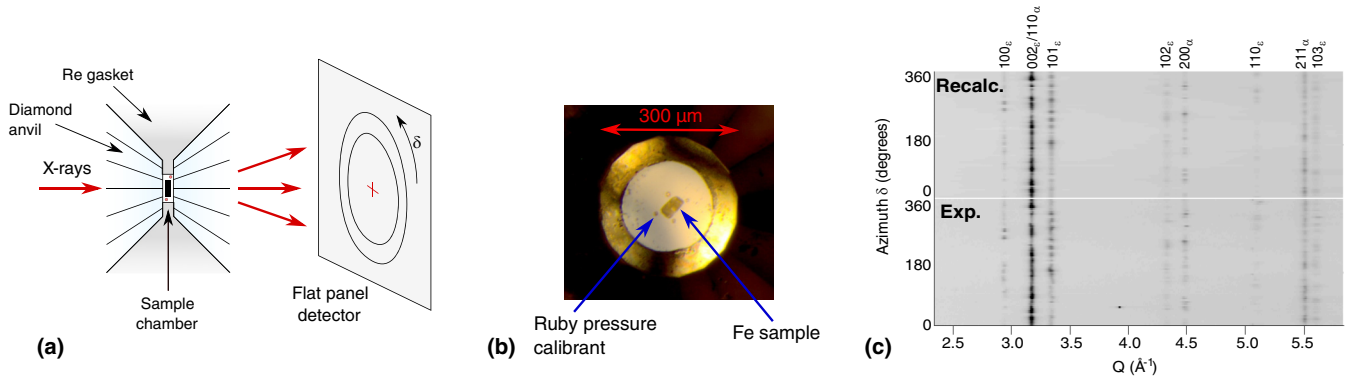 Re gasket
Diamond
anvil
X-rays
Sample
chamber
δ
Flat panel
detector
(a)
300 µm
Ruby pressure
calibrant
Fe sample
(b)
100ε
002ε/110α
101ε
102ε
200α
110ε
211α
103ε
Recalc.
Exp.
Azimuth δ (degrees)
360
180
0
360
180
0
2.5 3.0 3.5 4.0 4.5 5.0 5.5
Q (Å⁻¹)
(c)